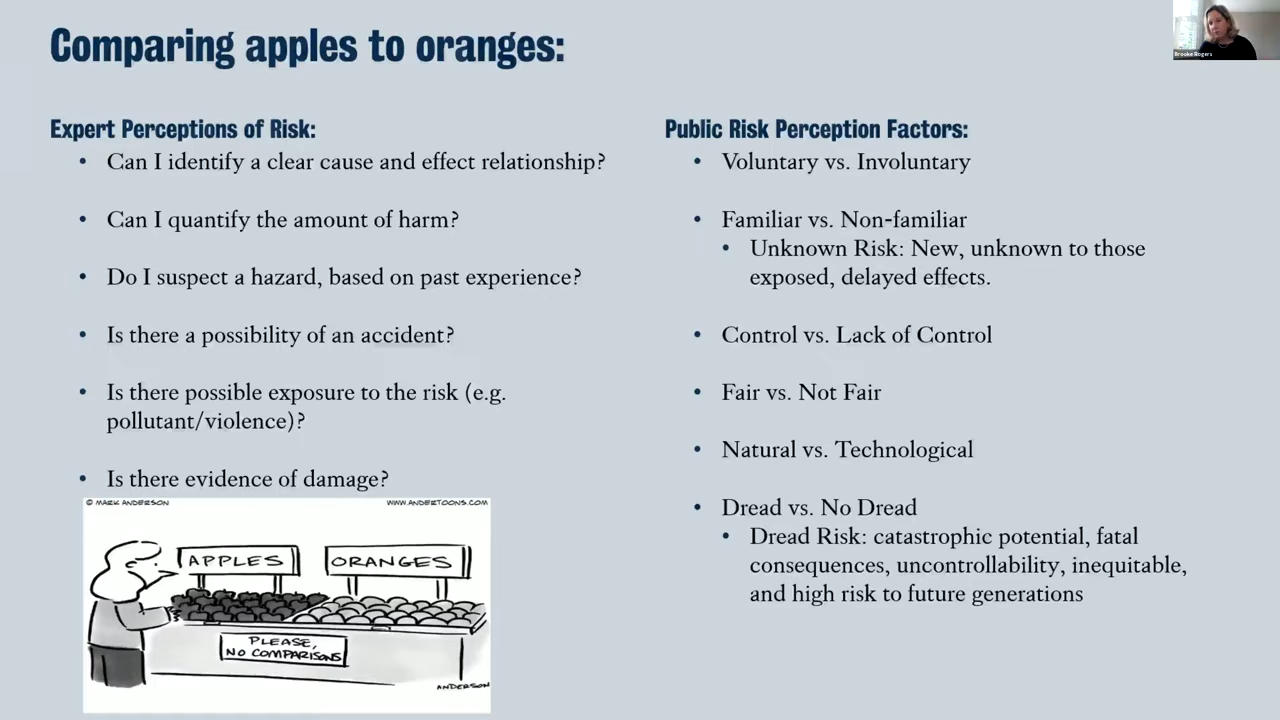 Comparing apples to oranges:
Brooke Rogers
Expert Perceptions of Risk:
• Can I identify a clear cause and effect relationship?
• Can I quantify the amount of harm?
• Do I suspect a hazard, based on past experience?
• Is there a possibility of an accident?
• Is there possible exposure to the risk (e.g.
pollutant/violence)?
• Is there evidence of damage?
© MARK ANDERSON
WWW.ANDERTOONS.COM
APPLES
ORANGES
PLEASE,
NO COMPARISONS
ANDERSON
Public Risk Perception Factors:
• Voluntary vs. Involuntary
• Familiar vs. Non-familiar
• Unknown Risk: New, unknown to those
exposed, delayed effects.
• Control vs. Lack of Control
• Fair vs. Not Fair
• Natural vs. Technological
• Dread vs. No Dread
• Dread Risk: catastrophic potential, fatal
consequences, uncontrollability, inequitable,
and high risk to future generations